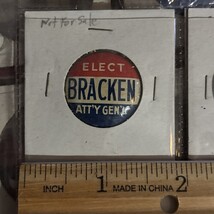 Not For Sale
ELECT
BRACKEN
ATT'Y GEN'L
1 2
INCH MADE IN CHINA